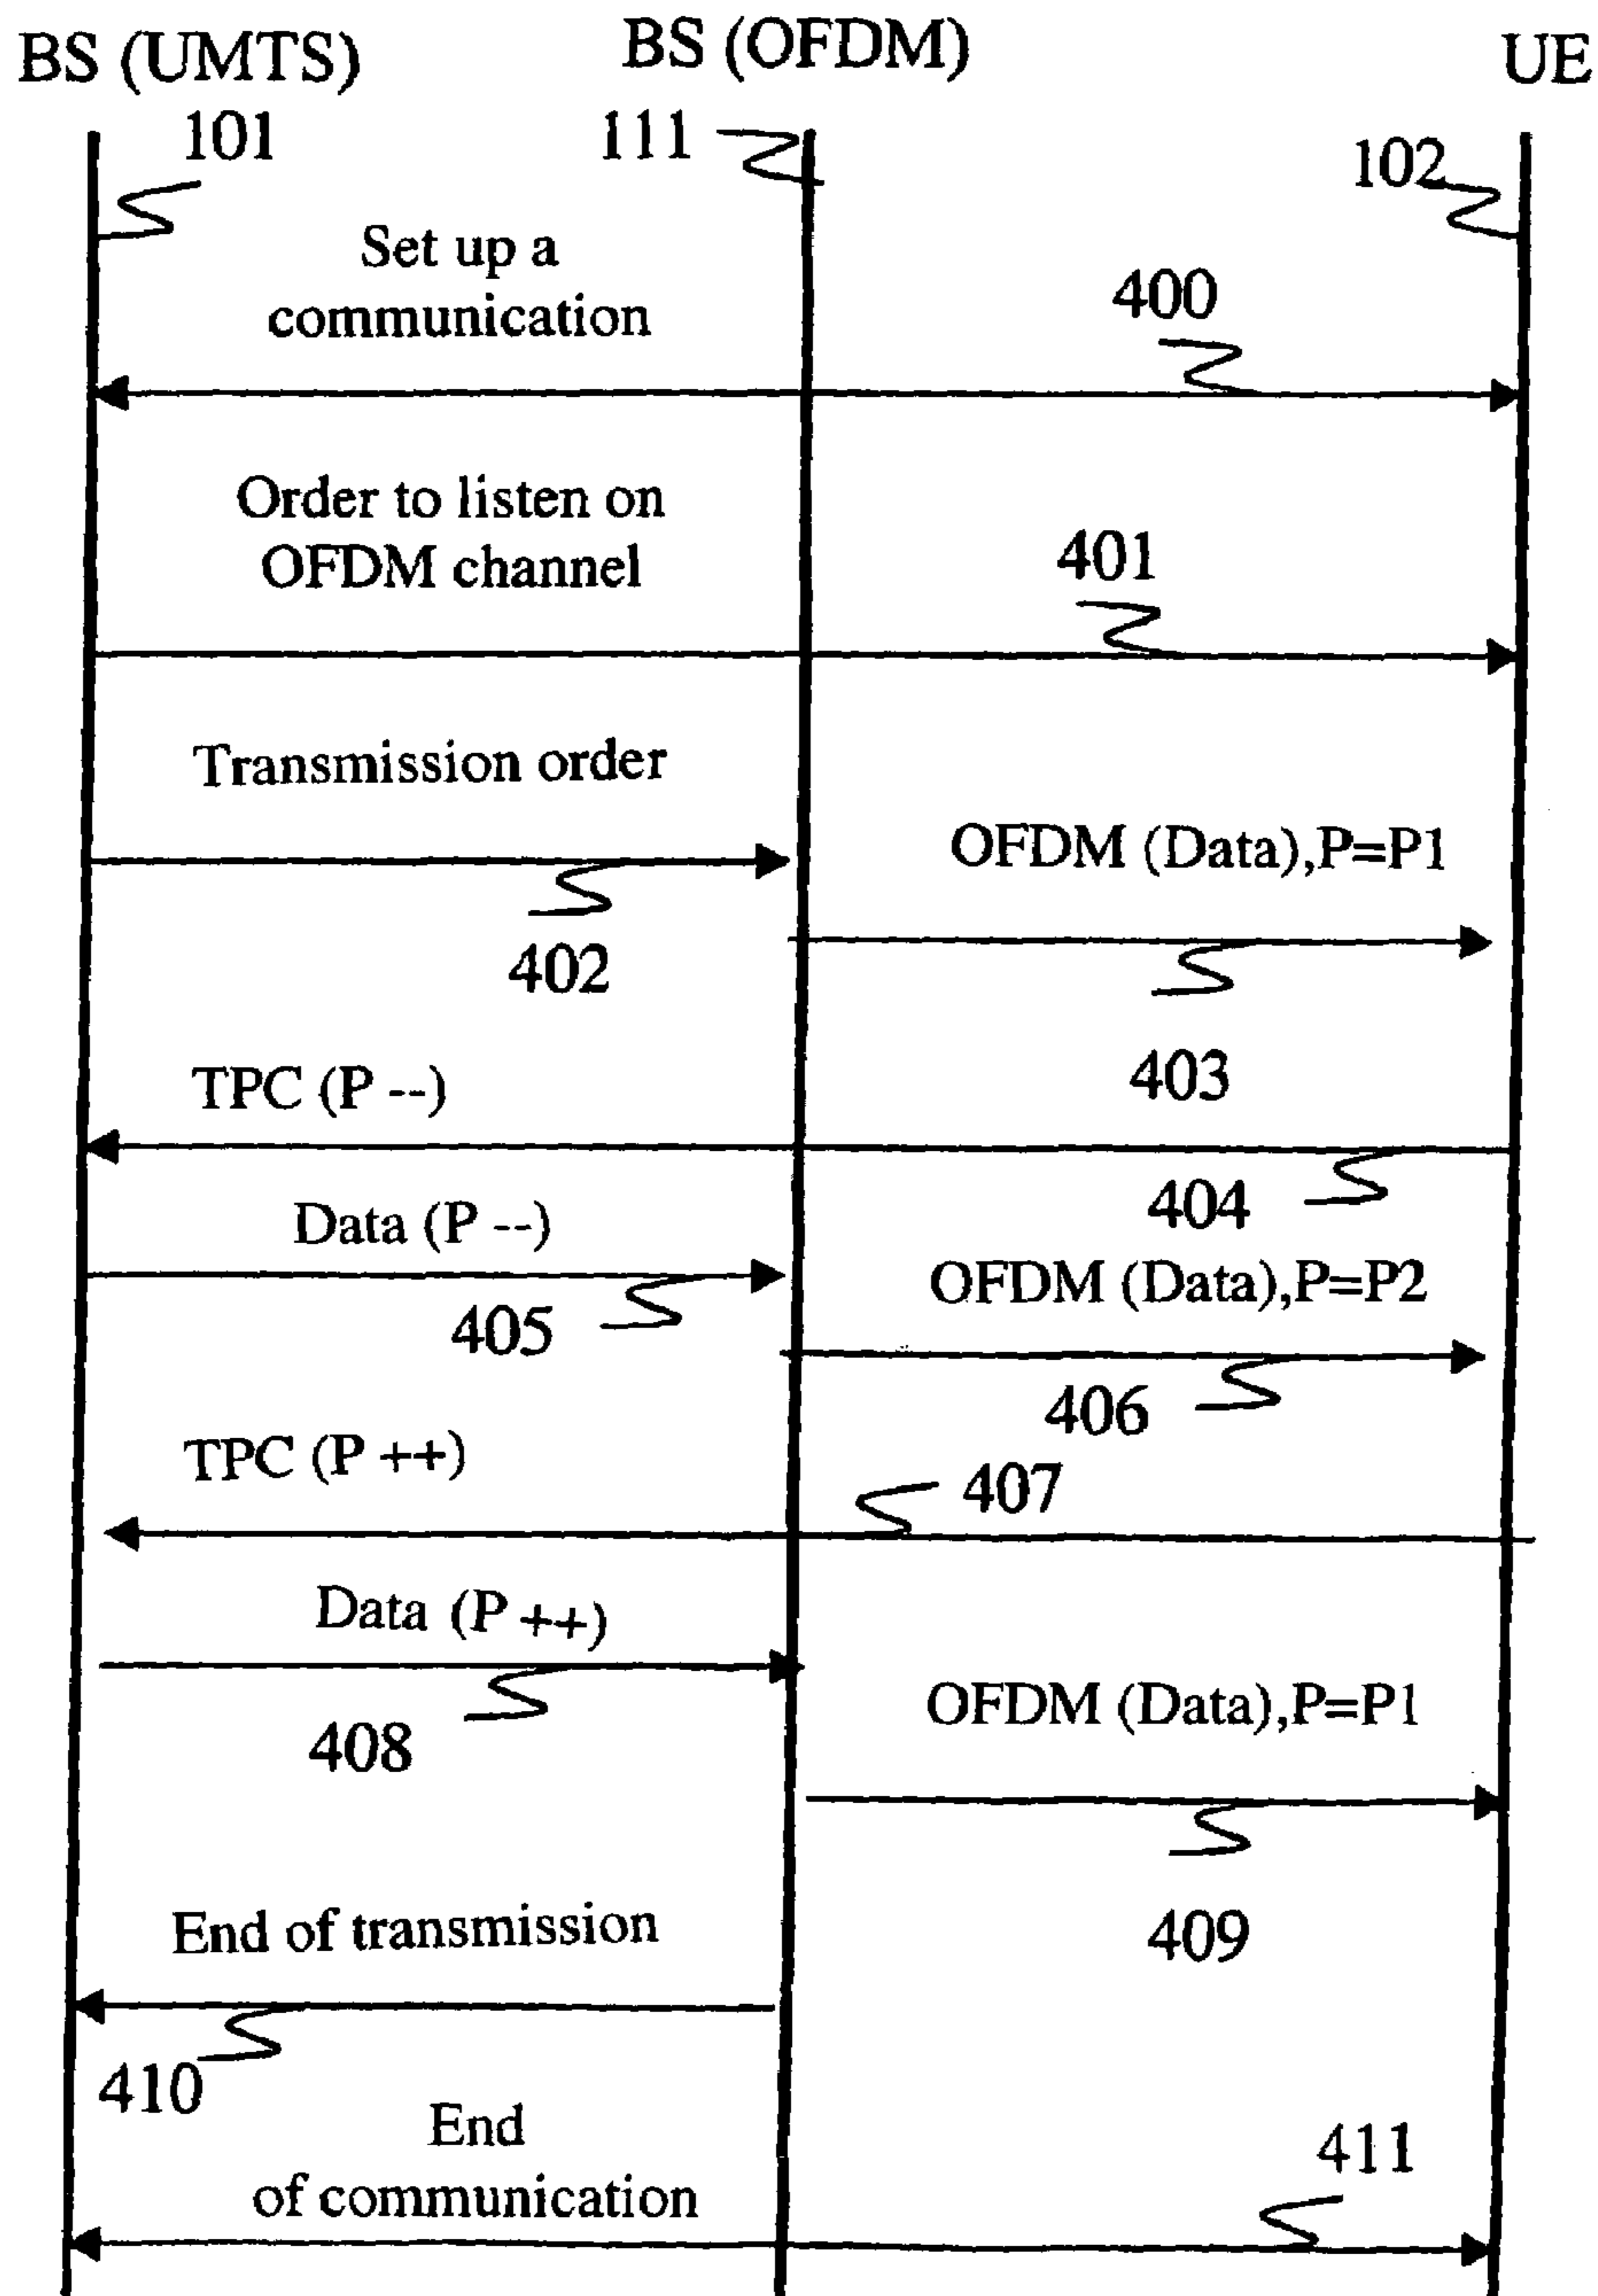 BS (UMTS)
BS (OFDM)
UE
101
111
102
Set up a
communication
400
Order to listen on
OFDM channel
401
Transmission order
OFDM (Data),P=P1
402
403
TPC (P --)
404
Data (P --)
OFDM (Data),P=P2
405
406
TPC (P ++)
407
Data (P ++)
OFDM (Data),P=P1
408
End of transmission
409
410
End
of communication
411